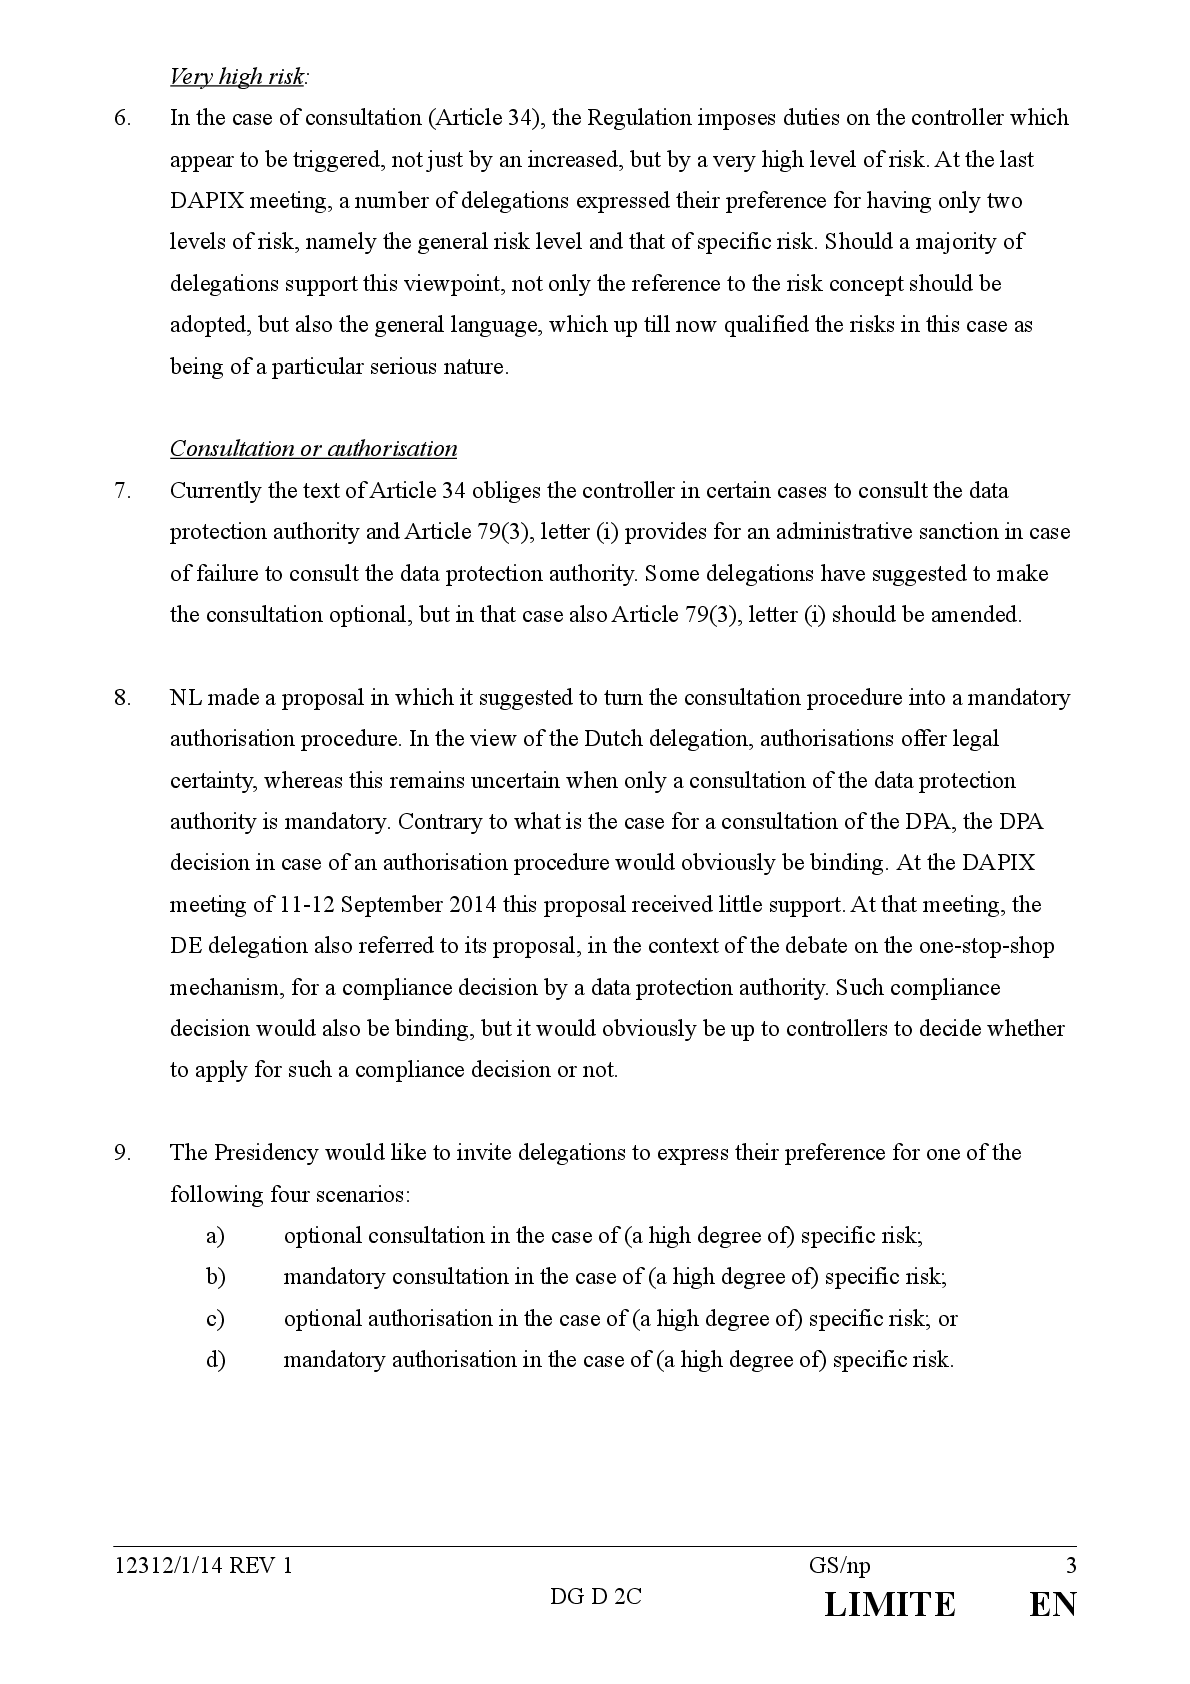 Very high risk:
6. In the case of consultation (Article 34), the Regulation imposes duties on the controller which
appear to be triggered, not just by an increased, but by a very high level of risk. At the last
DAPIX meeting, a number of delegations expressed their preference for having only two
levels of risk, namely the general risk level and that of specific risk. Should a majority of
delegations support this viewpoint, not only the reference to the risk concept should be
adopted, but also the general language, which up till now qualified the risks in this case as
being of a particular serious nature.
Consultation or authorisation
7. Currently the text of Article 34 obliges the controller in certain cases to consult the data
protection authority and Article 79(3), letter (i) provides for an administrative sanction in case
of failure to consult the data protection authority. Some delegations have suggested to make
the consultation optional, but in that case also Article 79(3), letter (i) should be amended.
8. NL made a proposal in which it suggested to turn the consultation procedure into a mandatory
authorisation procedure. In the view of the Dutch delegation, authorisations offer legal
certainty, whereas this remains uncertain when only a consultation of the data protection
authority is mandatory. Contrary to what is the case for a consultation of the DPA, the DPA
decision in case of an authorisation procedure would obviously be binding. At the DAPIX
meeting of 11-12 September 2014 this proposal received little support. At that meeting, the
DE delegation also referred to its proposal, in the context of the debate on the one-stop-shop
mechanism, for a compliance decision by a data protection authority. Such compliance
decision would also be binding, but it would obviously be up to controllers to decide whether
to apply for such a compliance decision or not.
9. The Presidency would like to invite delegations to express their preference for one of the
following four scenarios:
a) optional consultation in the case of (a high degree of) specific risk;
b) mandatory consultation in the case of (a high degree of) specific risk;
c) optional authorisation in the case of (a high degree of) specific risk; or
d) mandatory authorisation in the case of (a high degree of) specific risk.
12312/1/14 REV 1 GS/np 3
DG D 2C LIMITE EN